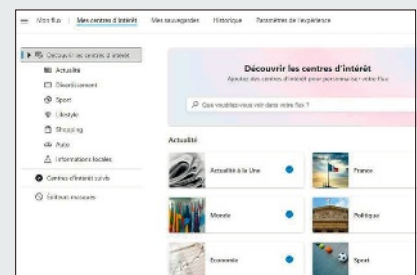 Mon flux
Mes centres d'intérêt
Mes sauvegardes
Historique
Paramètres de l'expérience
Découvrir les centres d'intérêt
Actualité
Divertissement
Sport
Lifestyle
Shopping
Auto
Informations locales
Centres d'intérêt suivis
Éditeurs masqués
Découvrir les centres d'intérêt
Ajoutez des centres d'intérêt pour personnaliser votre flux
Que voudriez-vous voir dans votre flux ?
Actualité
Actualité à la Une
France
Monde
Politique
Économie
Sport